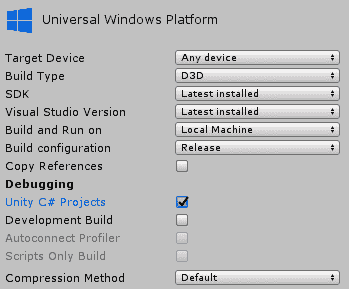 Universal Windows Platform
Target Device Any device
Build Type D3D
SDK Latest installed
Visual Studio Version Latest installed
Build and Run on Local Machine
Build configuration Release
Copy References
Debugging
Unity C# Projects
Development Build
Autoconnect Profiler
Scripts Only Build
Compression Method Default